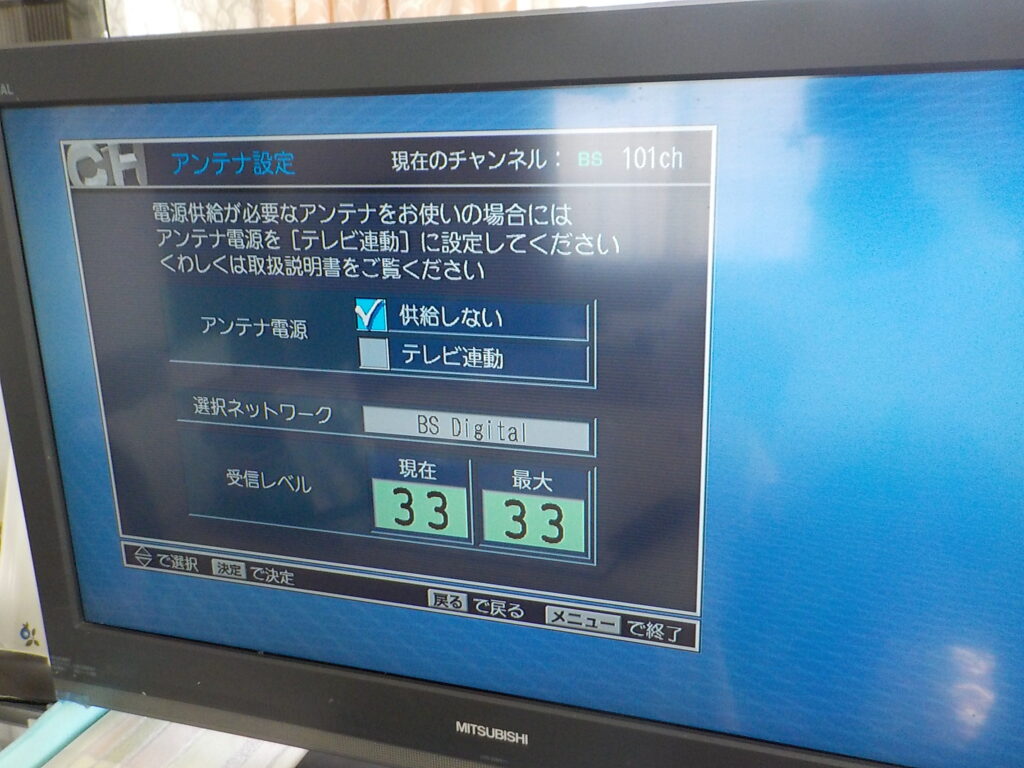 AL
CH アンテナ設定 現在のチャンネル： BS 101ch
電源供給が必要なアンテナをお使いの場合には
アンテナ電源を［テレビ連動］に設定してください
くわしくは取扱説明書をご覧ください
アンテナ電源
供給しない
テレビ連動
選択ネットワーク BS Digital
受信レベル
現在 最大
33 33
で選択 決定 で決定
戻る で戻る メニュー で終了
MITSUBISHI